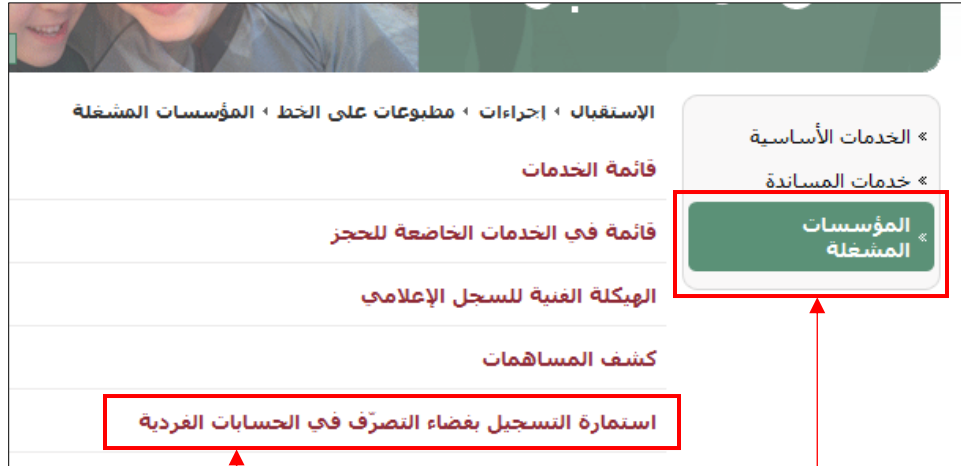 الإستقبال › إجراءات › مطبوعات على الخط › المؤسسات المشغلة
» الخدمات الأساسية
» خدمات المساندة
» المؤسسات
المشغلة
قائمة الخدمات
قائمة في الخدمات الخاضعة للحجز
الهيكلة الفنية للسجل الإعلامي
كشف المساهمات
استمارة التسجيل بفضاء التصرّف في الحسابات الفردية